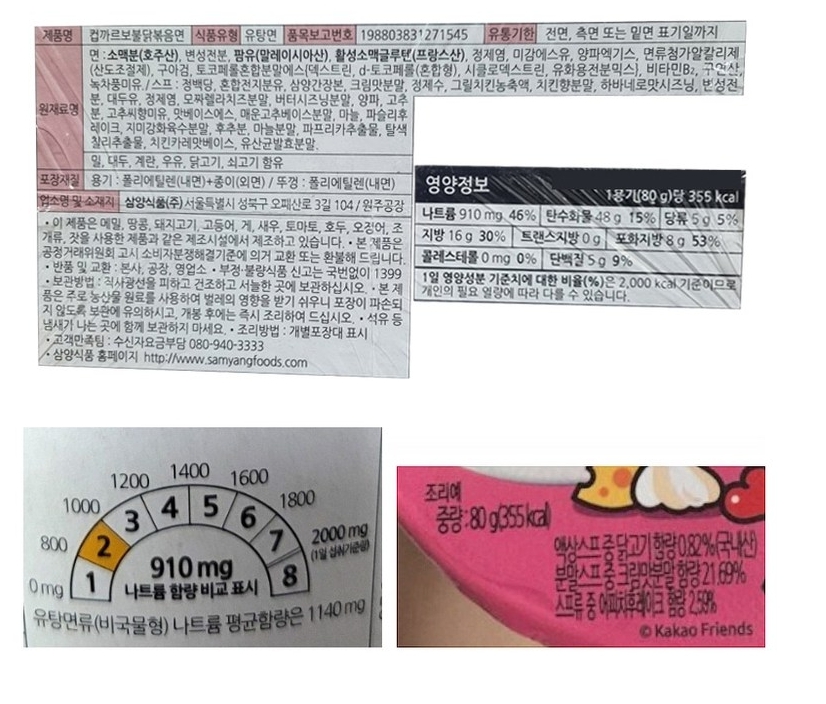 제품명 컵까르보불닭볶음면 식품유형 유탕면 품목보고번호 198803831271545 유통기한 전면, 측면 또는 밑면 표기일까지
원재료명
면 : 소맥분(호주산), 변성전분, 팜유(말레이시아산), 활성소맥글루텐(프랑스산), 정제염, 미감에스유, 양파엑기스, 면류첨가알칼리제
(산도조절제), 구아검, 토코페롤혼합분말에스(덱스트린, d-토코페롤(혼합형), 시클로덱스트린, 유화용전분믹스), 비타민B₂, 구연산,
녹차풍미유 / 스프 : 정백당, 혼합전지분유, 삼양간장본, 크림맛분말, 정제수, 그릴치킨농축액, 치킨향분말, 하바네로맛시즈닝, 변성전
분, 대두유, 정제염, 모짜렐라치즈분말, 버터시즈닝분말, 양파, 고추
분, 고추씨향미유, 맛베이스에스, 매운고추베이스분말, 마늘, 파슬리후
레이크, 지미강화육수분말, 후추분, 마늘분말, 파프리카추출물, 탈색
찰리추출물, 치킨카레맛베이스, 유산균발효분말.
밀, 대두, 계란, 우유, 닭고기, 쇠고기 함유
포장재질 용기 : 폴리에틸렌(내면)+종이(외면) / 뚜껑 : 폴리에틸렌(내면)
업소명 및 소재지 삼양식품(주) 서울특별시 성북구 오패산로 3길 104 / 원주공장
• 이 제품은 메밀, 땅콩, 돼지고기, 고등어, 게, 새우, 토마토, 호두, 오징어, 조
개류, 잣을 사용한 제품과 같은 제조시설에서 제조하고 있습니다. • 본 제품은
공정거래위원회 고시 소비자분쟁해결기준에 의거 교환 또는 환불해 드립니다.
• 반품 및 교환 : 본사, 공장, 영업소 • 부정·불량식품 신고는 국번없이 1399
• 보관방법 : 직사광선을 피하고 건조하고 서늘한 곳에 보관하십시오. • 본 제
품은 주로 농산물 원료를 사용하여 벌레의 영향을 받기 쉬우니 포장이 파손되
지 않도록 보관에 유의하시고, 개봉 후에는 즉시 조리하여 드십시오. • 석유 등
냄새가 나는 곳에 함께 보관하지 마세요. • 조리방법 : 개별포장대 표시
• 고객만족팀 : 수신자요금부담 080-940-3333
• 삼양식품 홈페이지 http://www.samyangfoods.com
영양정보
1용기(80 g)당 355 kcal
나트륨 910 mg 46% 탄수화물 48 g 15% 당류 5 g 5%
지방 16 g 30% 트랜스지방 0 g 포화지방 8 g 53%
콜레스테롤 0 mg 0% 단백질 5 g 9%
1일 영양성분 기준치에 대한 비율(%)은 2,000 kcal 기준이므로
개인의 필요 열량에 따라 다를 수 있습니다.
0 mg 800 1000 1200 1400 1600 1800 2000 mg
(1일 섭취기준량)
1 2 3 4 5 6 7 8
910 mg
나트륨 함량 비교 표시
유탕면류(비국물형) 나트륨 평균함량은 1140 mg
조리예
중량 : 80 g(355 kcal)
액상스프 중 닭고기 함량 0.82%(국내산)
분말스프 중 크림맛분말 함량 21.69%
스프류 중 후레이크 함량 2.59%
© Kakao Friends